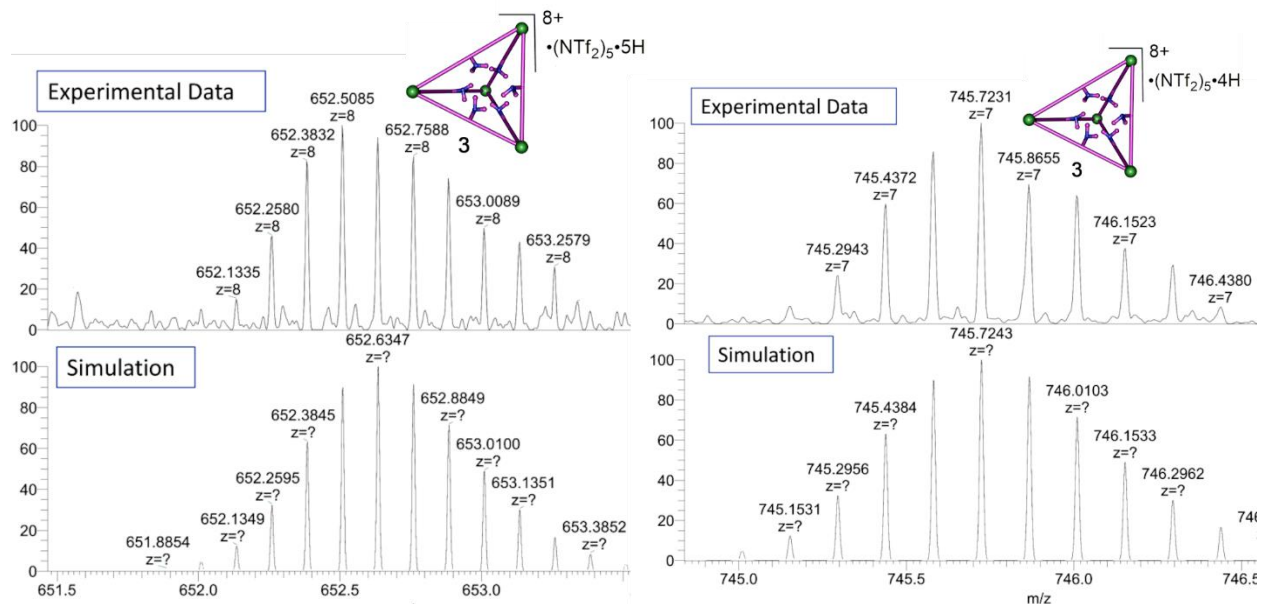 8+
•(NTf₂)₅•5H
Experimental Data
3
100
80
60
40
20
0
652.1335
z=8
652.2580
z=8
652.3832
z=8
652.5085
z=8
652.7588
z=8
653.0089
z=8
653.2579
z=8
Simulation
100
80
60
40
20
0
651.8854
z=?
652.1349
z=?
652.2595
z=?
652.3845
z=?
652.6347
z=?
652.8849
z=?
653.0100
z=?
653.1351
z=?
653.3852
z=?
651.5 652.0 652.5 653.0
8+
•(NTf₂)₅•4H
Experimental Data
3
100
80
60
40
20
0
745.2943
z=7
745.4372
z=7
745.7231
z=7
745.8655
z=7
746.1523
z=7
746.4380
z=7
Simulation
100
80
60
40
20
0
745.1531
z=?
745.2956
z=?
745.4384
z=?
745.7243
z=?
746.0103
z=?
746.1533
z=?
746.2962
z=?
746
745.0 745.5 746.0 746.5
m/z